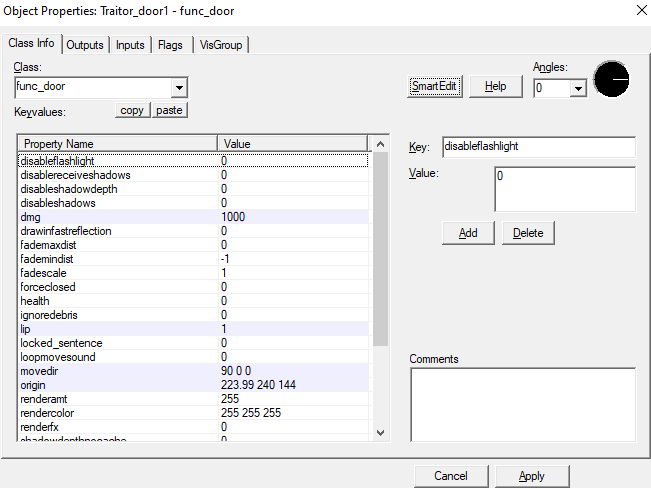 Object Properties: Traitor_door1 - func_door
Class Info Outputs Inputs Flags VisGroup
Class:
func_door
Keyvalues: copy paste
SmartEdit Help
Angles:
0
Property Name Value
disableflashlight 0
disablereceiveshadows 0
disableshadowdepth 0
disableshadows 0
dmg 1000
drawinfastreflection 0
fademaxdist 0
fademindist -1
fadescale 1
forceclosed 0
health 0
ignoredebris 0
lip 1
locked_sentence 0
loopmovesound 0
movedir 90 0 0
origin 223.99 240 144
renderamt 255
rendercolor 255 255 255
renderfx 0
shadowdepthnocache 0
Key: disableflashlight
Value: 0
Add Delete
Comments
Cancel Apply